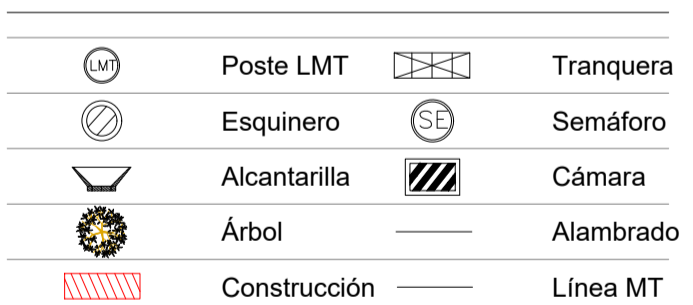 LMT Poste LMT Tranquera
Esquinero SE Semáforo
Alcantarilla Cámara
Árbol Alambrado
Construcción Línea MT